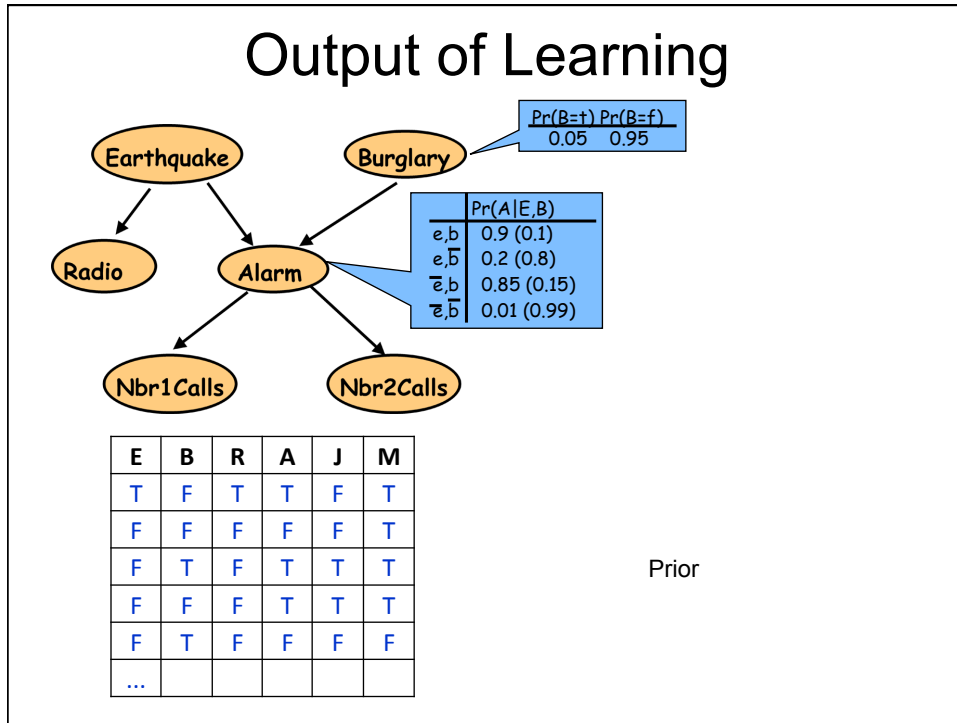 Output of Learning
Pr(B=t) Pr(B=f)
0.05 0.95
Earthquake
Burglary
Pr(A|E,B)
e,b 0.9 (0.1)
e,b̅ 0.2 (0.8)
e̅,b 0.85 (0.15)
e̅,b̅ 0.01 (0.99)
Radio
Alarm
Nbr1Calls
Nbr2Calls
E B R A J M
T F T T F T
F F F F F T
F T F T T T
F F F T T T
F T F F F F
...
Prior